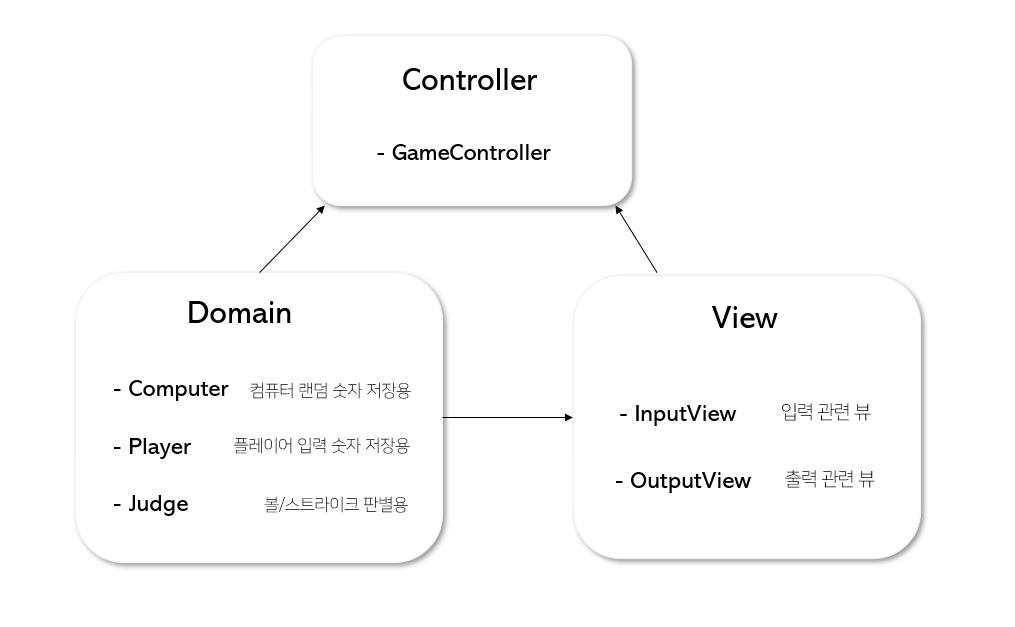 Controller
- GameController
Domain
- Computer 컴퓨터 랜덤 숫자 저장용
- Player 플레이어 입력 숫자 저장용
- Judge 볼/스트라이크 판별용
View
- InputView 입력 관련 뷰
- OutputView 출력 관련 뷰